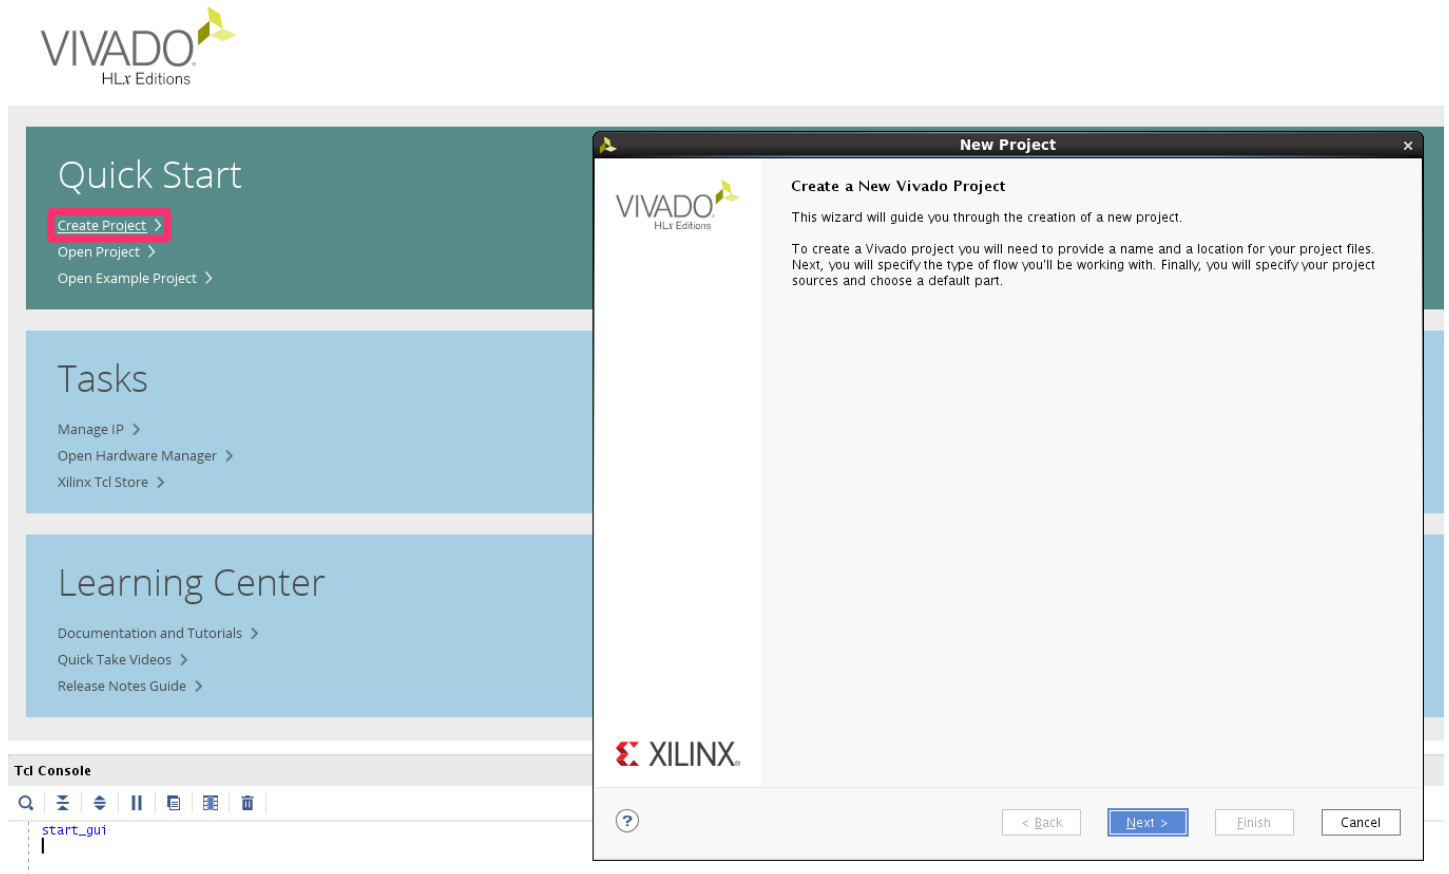 VIVADO
HLx Editions
Quick Start
Create Project
Open Project
Open Example Project
Tasks
Manage IP
Open Hardware Manager
Xilinx Tcl Store
Learning Center
Documentation and Tutorials
Quick Take Videos
Release Notes Guide
Tcl Console
start_gui
New Project
VIVADO
HLx Editions
Create a New Vivado Project
This wizard will guide you through the creation of a new project.
To create a Vivado project you will need to provide a name and a location for your project files.
Next, you will specify the type of flow you'll be working with. Finally, you will specify your project
sources and choose a default part.
XILINX
?
< Back
Next >
Finish
Cancel